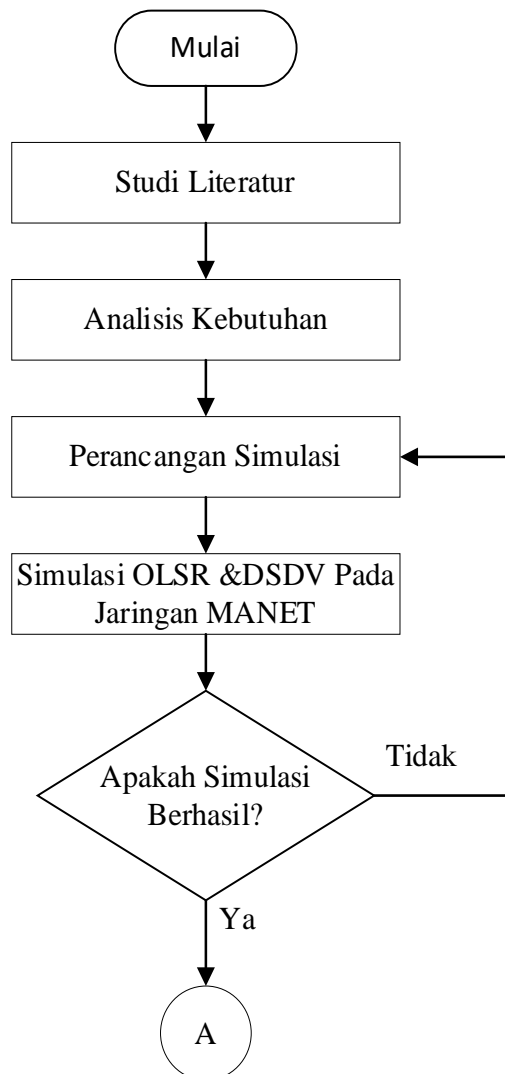 Mulai
Studi Literatur
Analisis Kebutuhan
Perancangan Simulasi
Simulasi OLSR &DSDV Pada
Jaringan MANET
Apakah Simulasi
Berhasil?
Tidak
Ya
A